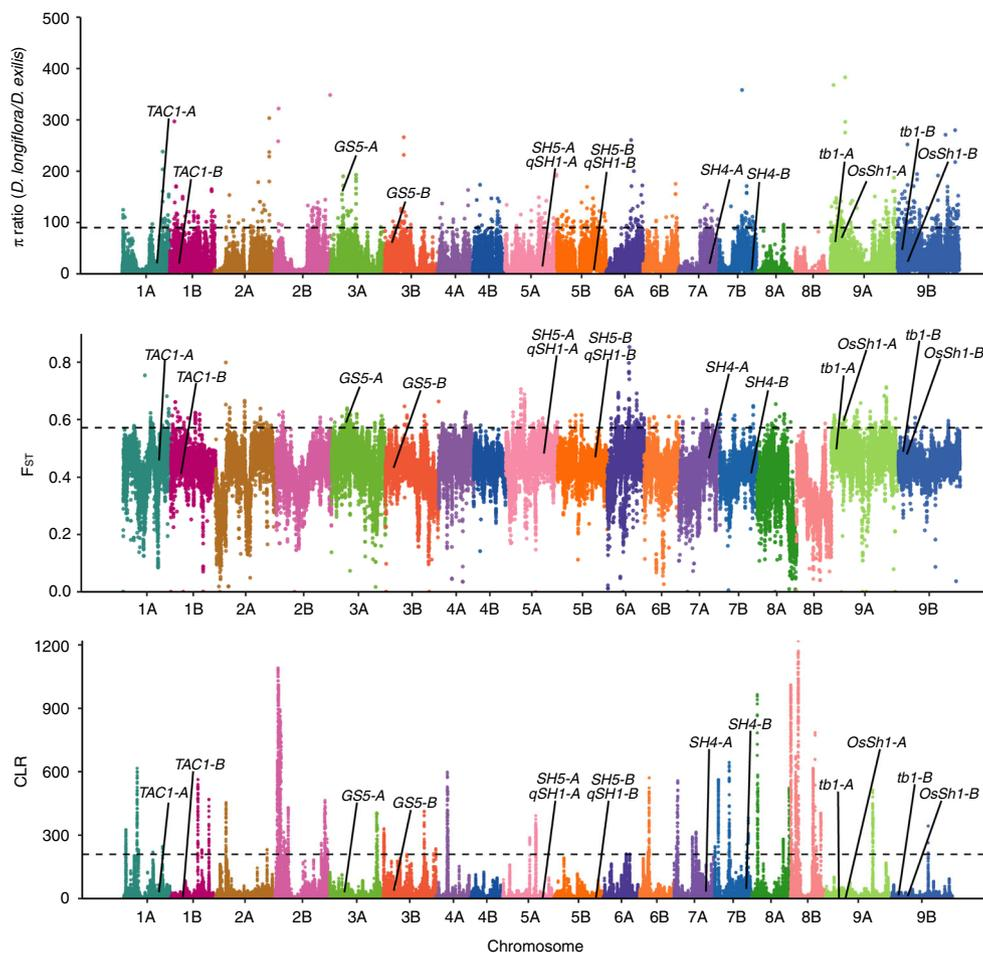 π ratio (D. longiflora/D. exilis)
500
400
300
200
100
0
TAC1-A
TAC1-B
GS5-A
GS5-B
SH5-A
qSH1-A
SH5-B
qSH1-B
SH4-A
SH4-B
tb1-A
OsSh1-A
tb1-B
OsSh1-B
1A 1B 2A 2B 3A 3B 4A 4B 5A 5B 6A 6B 7A 7B 8A 8B 9A 9B
FST
0.8
0.6
0.4
0.2
0.0
TAC1-A
TAC1-B
GS5-A
GS5-B
SH5-A
qSH1-A
SH5-B
qSH1-B
SH4-A
SH4-B
tb1-A
OsSh1-A
tb1-B
OsSh1-B
1A 1B 2A 2B 3A 3B 4A 4B 5A 5B 6A 6B 7A 7B 8A 8B 9A 9B
CLR
1200
900
600
300
0
TAC1-A
TAC1-B
GS5-A
GS5-B
SH5-A
qSH1-A
SH5-B
qSH1-B
SH4-A
SH4-B
tb1-A
OsSh1-A
tb1-B
OsSh1-B
1A 1B 2A 2B 3A 3B 4A 4B 5A 5B 6A 6B 7A 7B 8A 8B 9A 9B
Chromosome